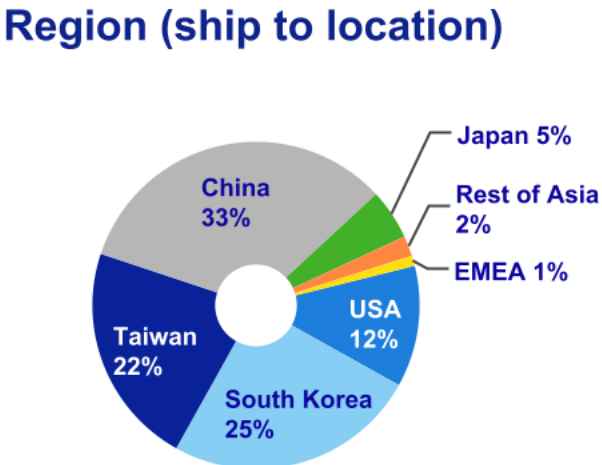 Region (ship to location)
Japan 5%
China
33%
Rest of Asia
2%
EMEA 1%
USA
12%
Taiwan
22%
South Korea
25%